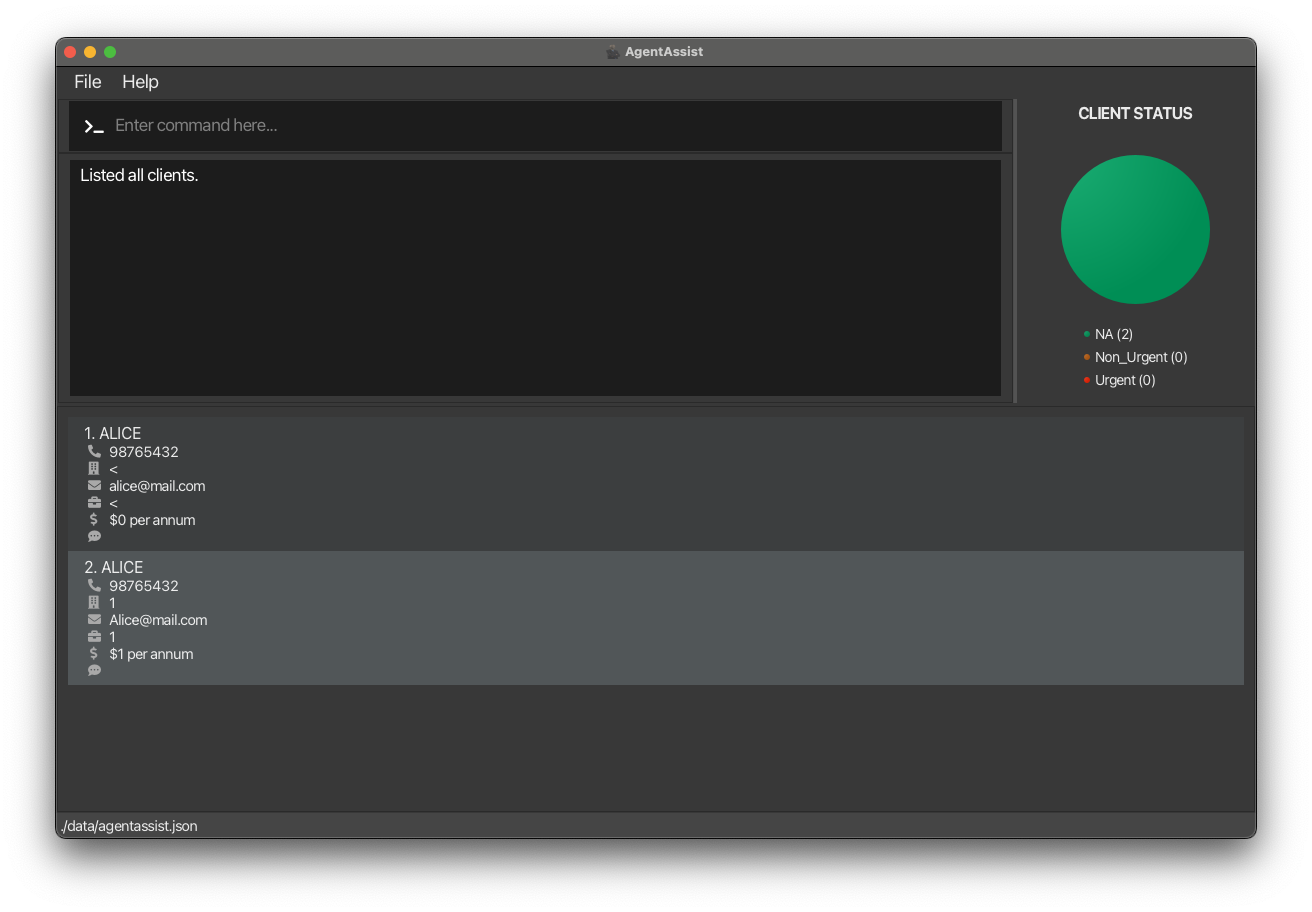 AgentAssist
File Help
Enter command here...
Listed all clients.
CLIENT STATUS
NA (2)
Non_Urgent (0)
Urgent (0)
1. ALICE
98765432
<
alice@mail.com
<
$0 per annum
2. ALICE
98765432
1
Alice@mail.com
1
$1 per annum
./data/agentassist.json